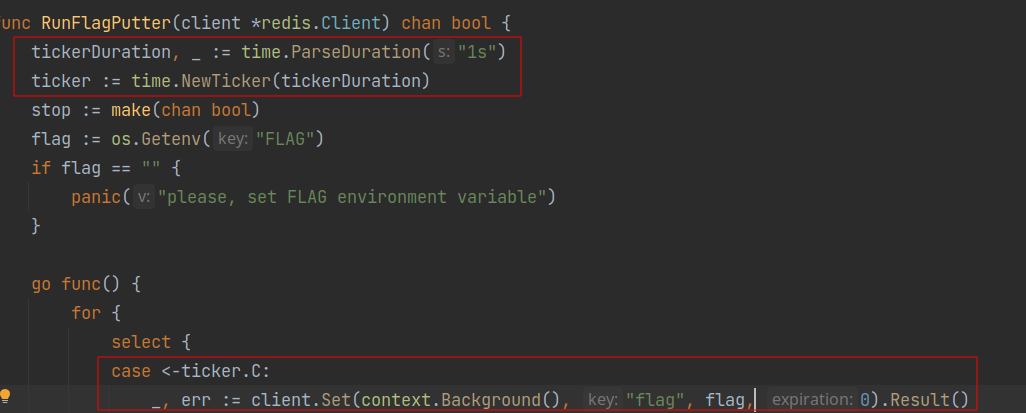 unc RunFlagPutter(client *redis.Client) chan bool {
tickerDuration, _ := time.ParseDuration( s: "1s")
ticker := time.NewTicker(tickerDuration)
stop := make(chan bool)
flag := os.Getenv( key: "FLAG")
if flag == "" {
panic( v: "please, set FLAG environment variable")
}
go func() {
for {
select {
case <-ticker.C:
_, err := client.Set(context.Background(), key: "flag", flag, expiration: 0).Result()